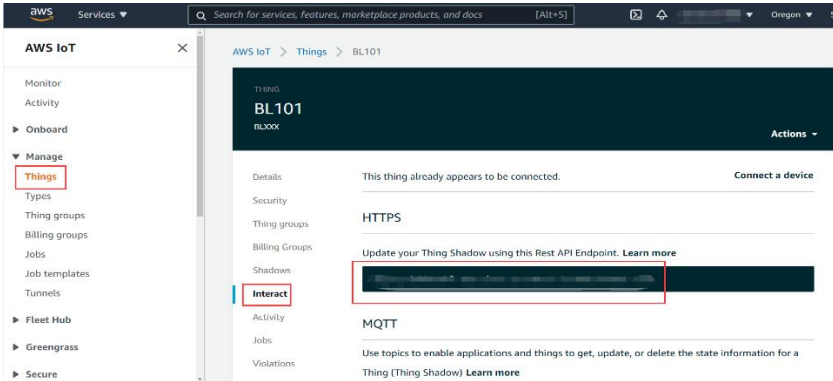 aws
Services ▼
Search for services, features, marketplace products, and docs
[Alt+S]
Oregon ▼
AWS IoT
Monitor
Activity
Onboard
Manage
Things
Types
Thing groups
Billing groups
Jobs
Job templates
Tunnels
Fleet Hub
Greengrass
Secure
AWS IoT > Things > BL101
THING
BL101
BLXXX
Actions
Details
Security
Thing groups
Billing Groups
Shadows
Interact
Activity
Jobs
Violations
This thing already appears to be connected.
Connect a device
HTTPS
Update your Thing Shadow using this Rest API Endpoint. Learn more
MQTT
Use topics to enable applications and things to get, update, or delete the state information for a
Thing (Thing Shadow) Learn more